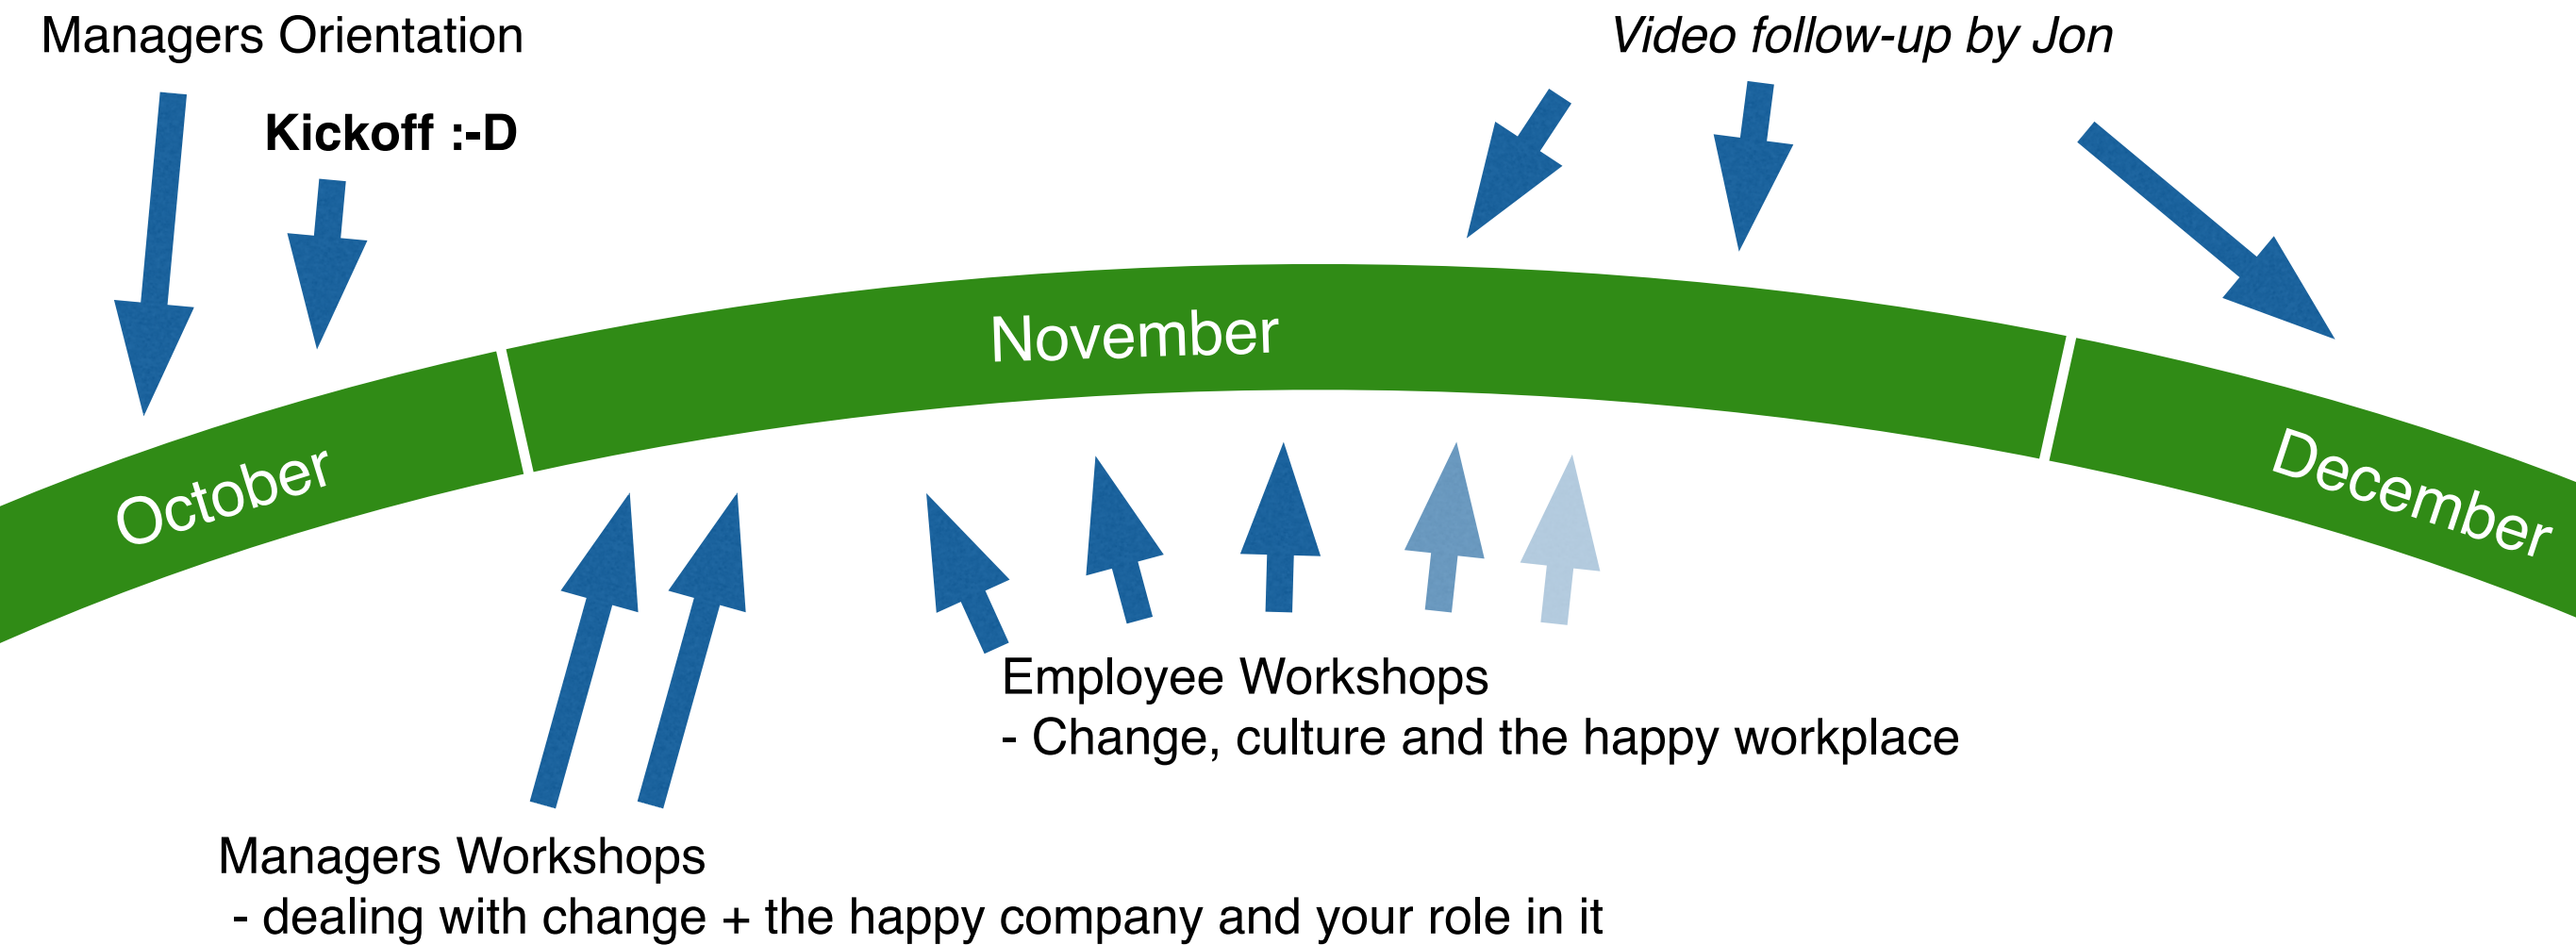 Managers Orientation
Kickoff :-D
Video follow-up by Jon
October
November
December
Employee Workshops
- Change, culture and the happy workplace
Managers Workshops
- dealing with change + the happy company and your role in it